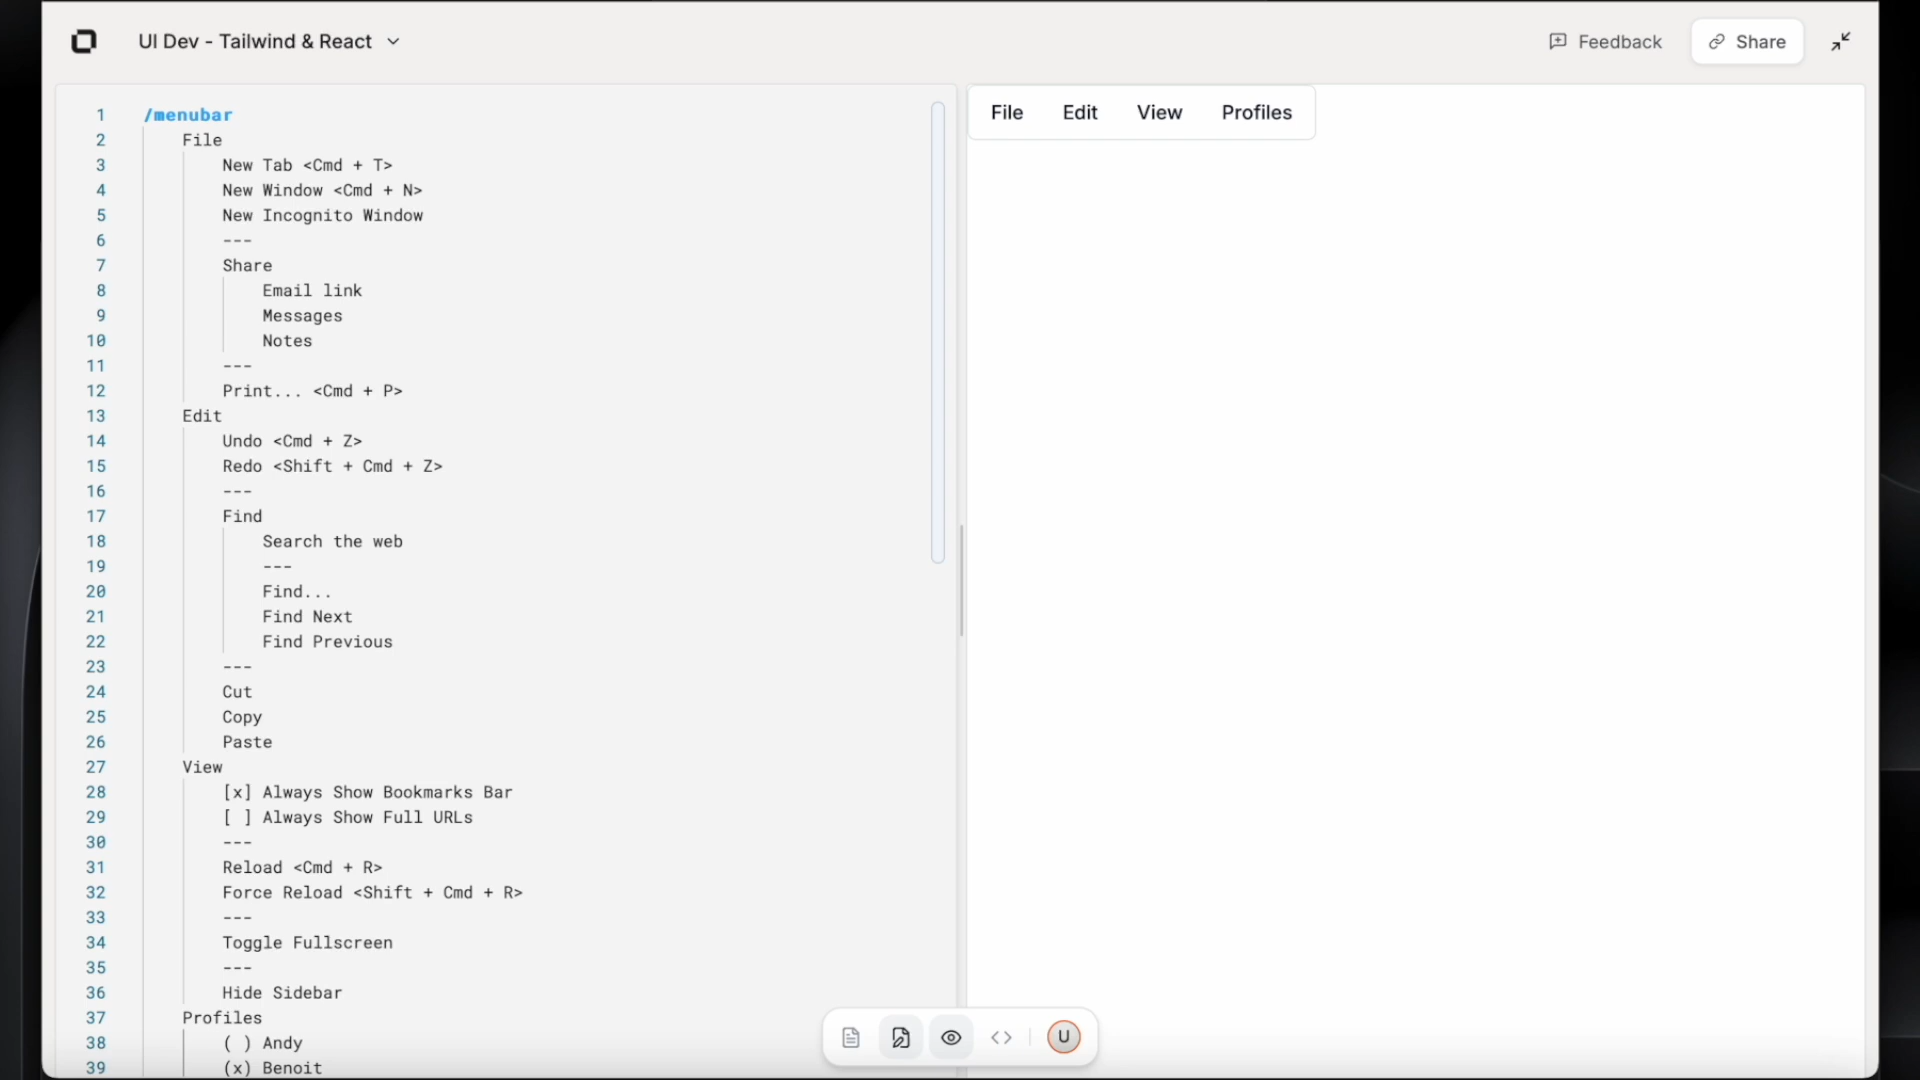 UI Dev - Tailwind & React
Feedback
Share
1 /menubar
2 File
3 New Tab <Cmd + T>
4 New Window <Cmd + N>
5 New Incognito Window
6 ---
7 Share
8 Email link
9 Messages
10 Notes
11 ---
12 Print... <Cmd + P>
13 Edit
14 Undo <Cmd + Z>
15 Redo <Shift + Cmd + Z>
16 ---
17 Find
18 Search the web
19 ---
20 Find...
21 Find Next
22 Find Previous
23 ---
24 Cut
25 Copy
26 Paste
27 View
28 [x] Always Show Bookmarks Bar
29 [ ] Always Show Full URLs
30 ---
31 Reload <Cmd + R>
32 Force Reload <Shift + Cmd + R>
33 ---
34 Toggle Fullscreen
35 ---
36 Hide Sidebar
37 Profiles
38 ( ) Andy
39 (x) Benoit
File Edit View Profiles
U